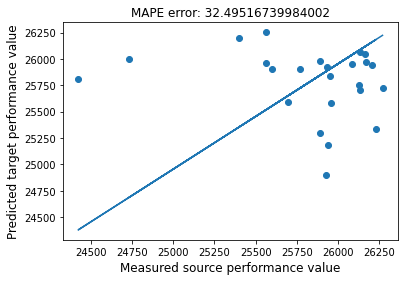 MAPE error: 32.49516739984002
Predicted target performance value
26250
26000
25750
25500
25250
25000
24750
24500
24500 24750 25000 25250 25500 25750 26000 26250
Measured source performance value